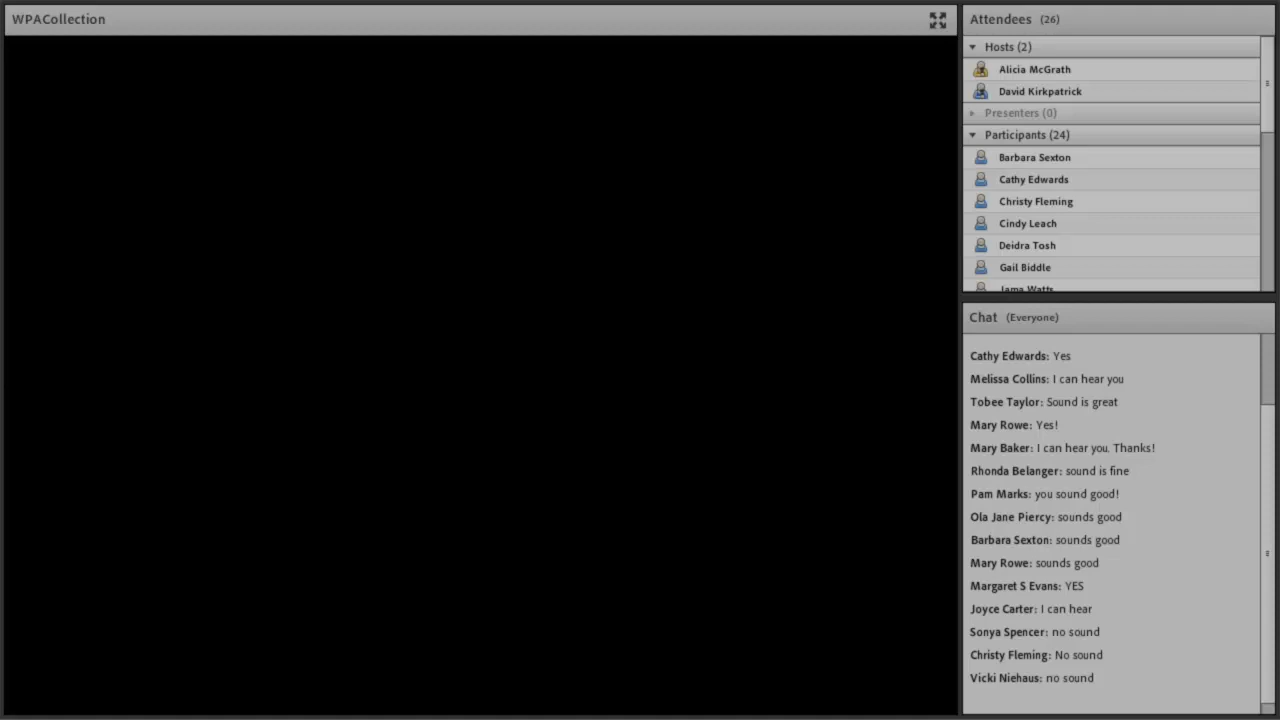 WPACollection
Attendees (26)
Hosts (2)
Alicia McGrath
David Kirkpatrick
Presenters (0)
Participants (24)
Barbara Sexton
Cathy Edwards
Christy Fleming
Cindy Leach
Deidra Tosh
Gail Biddle
Jama Watts
Chat (Everyone)
Cathy Edwards: Yes
Melissa Collins: I can hear you
Tobee Taylor: Sound is great
Mary Rowe: Yes!
Mary Baker: I can hear you. Thanks!
Rhonda Belanger: sound is fine
Pam Marks: you sound good!
Ola Jane Piercy: sounds good
Barbara Sexton: sounds good
Mary Rowe: sounds good
Margaret S Evans: YES
Joyce Carter: I can hear
Sonya Spencer: no sound
Christy Fleming: No sound
Vicki Niehaus: no sound